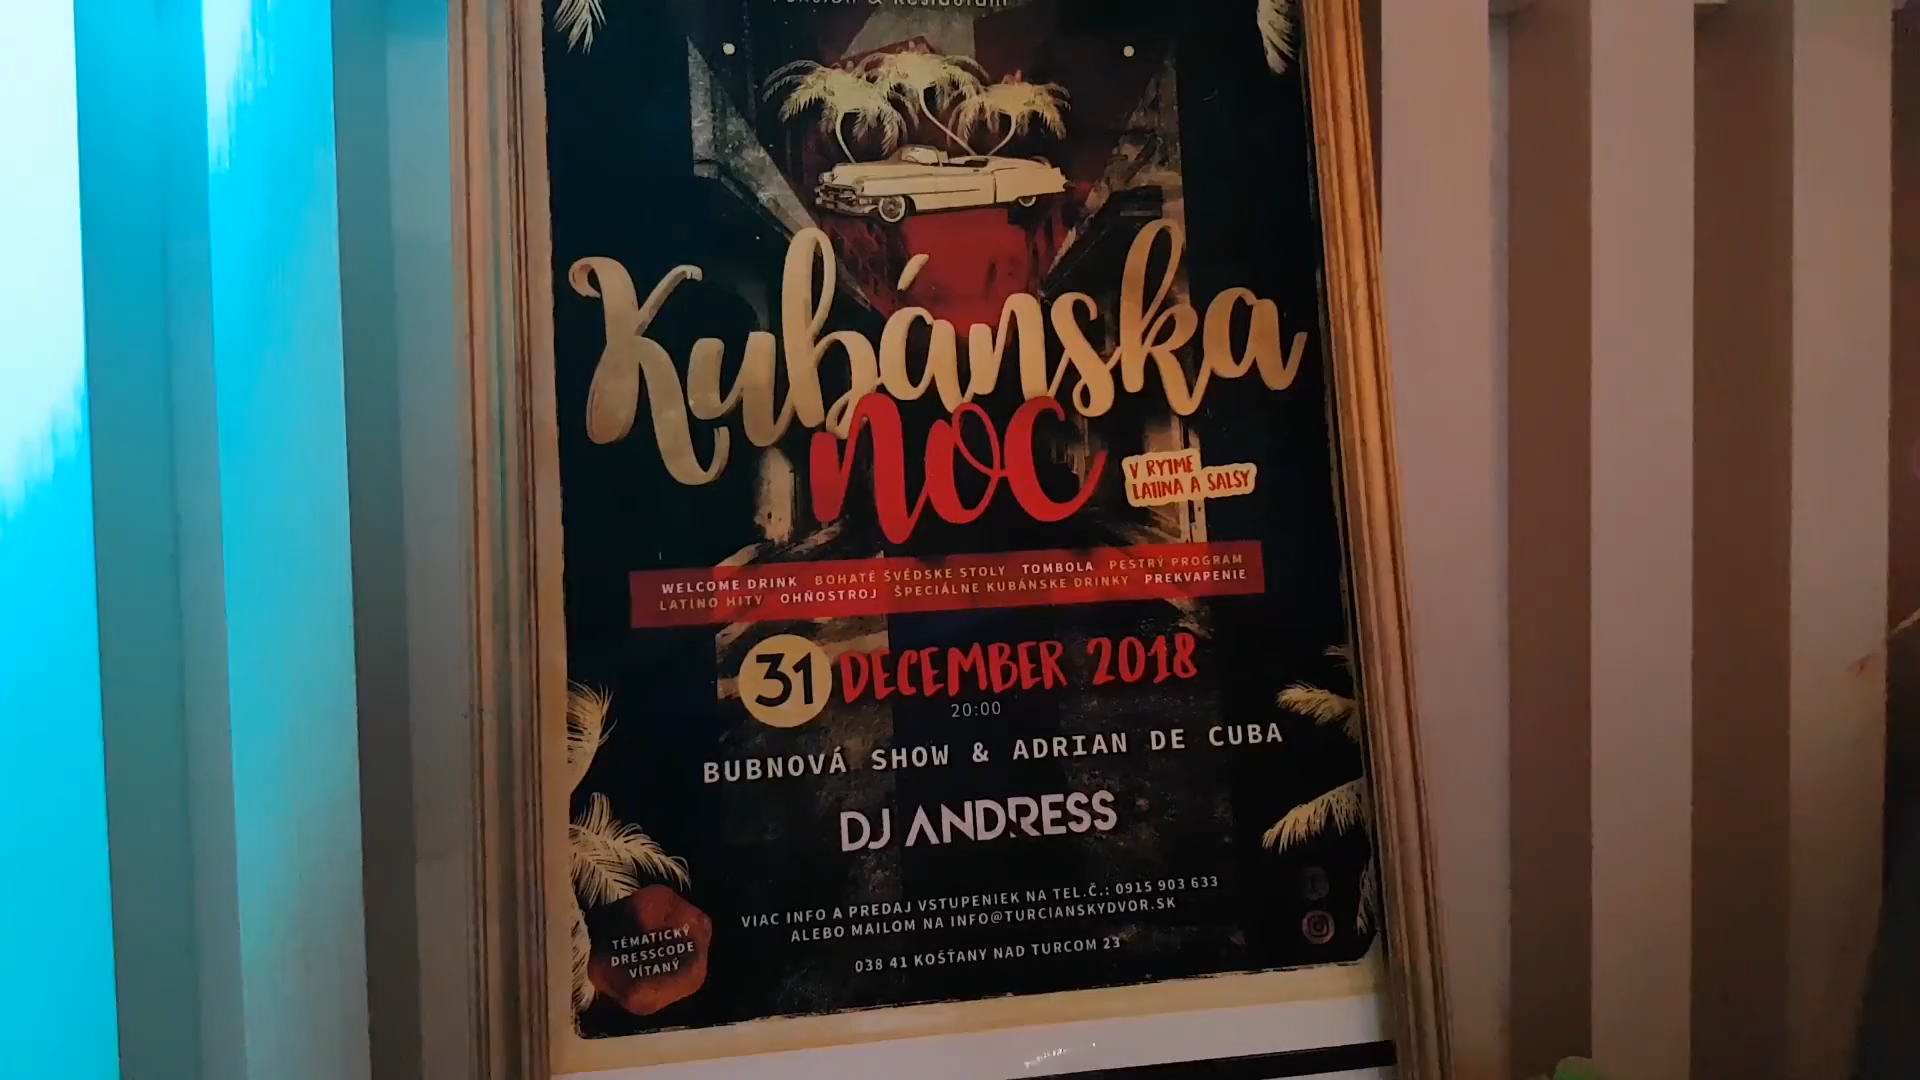 Kubánska
noc
V RYTME
LATINA A SALSY
WELCOME DRINK BOHATÉ ŠVÉDSKE STOLY TOMBOLA PESTRÝ PROGRAM
LATINO HITY OHŇOSTROJ ŠPECIÁLNE KUBÁNSKE DRINKY PREKVAPENIE
31 DECEMBER 2018
20:00
BUBNOVÁ SHOW & ADRIAN DE CUBA
DJ ANDRESS
VIAC INFO A PREDAJ VSTUPENIEK NA TEL.Č.: 0915 903 633
ALEBO MAILOM NA INFO@TURCIANSKYDVOR.SK
038 41 KOŠŤANY NAD TURCOM 23
TÉMATICKÝ
DRESSCODE
VÍTANÝ